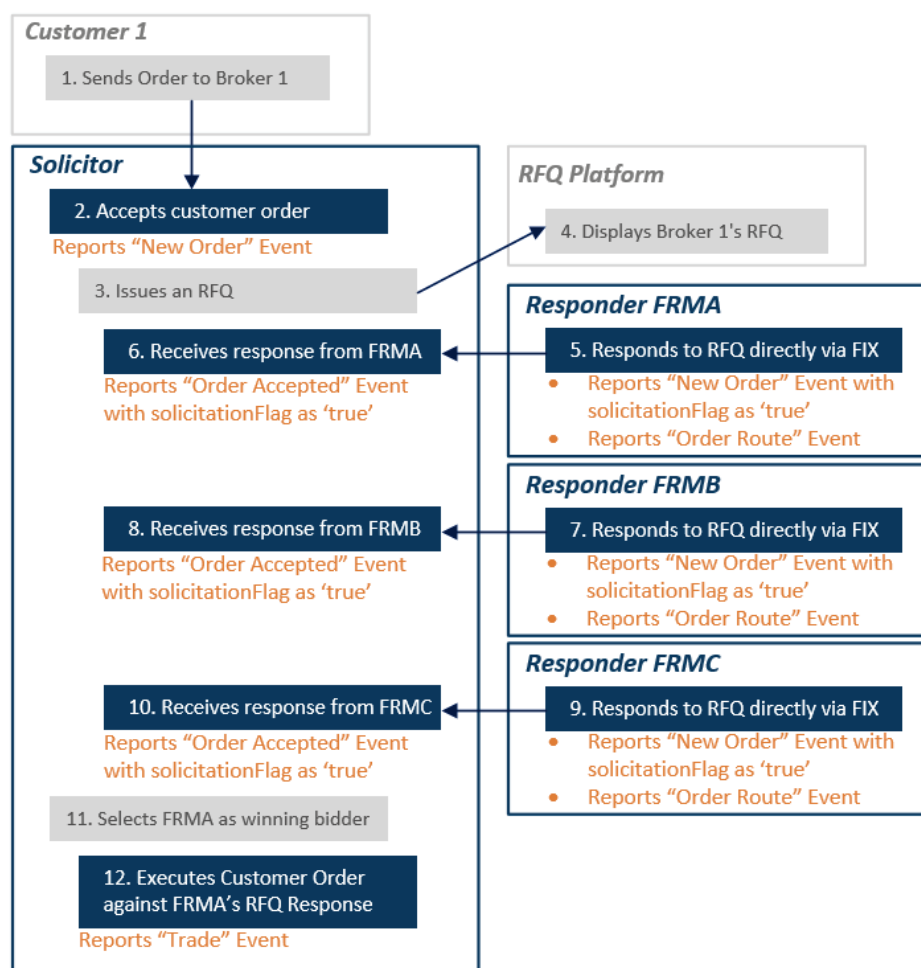 Customer 1
1. Sends Order to Broker 1
Solicitor
2. Accepts customer order
Reports “New Order” Event
3. Issues an RFQ
RFQ Platform
4. Displays Broker 1's RFQ
Responder FRMA
5. Responds to RFQ directly via FIX
• Reports “New Order” Event with
solicitationFlag as ‘true’
• Reports “Order Route” Event
6. Receives response from FRMA
Reports “Order Accepted” Event
with solicitationFlag as ‘true’
Responder FRMB
7. Responds to RFQ directly via FIX
• Reports “New Order” Event with
solicitationFlag as ‘true’
• Reports “Order Route” Event
8. Receives response from FRMB
Reports “Order Accepted” Event
with solicitationFlag as ‘true’
Responder FRMC
9. Responds to RFQ directly via FIX
• Reports “New Order” Event with
solicitationFlag as ‘true’
• Reports “Order Route” Event
10. Receives response from FRMC
Reports “Order Accepted” Event
with solicitationFlag as ‘true’
11. Selects FRMA as winning bidder
12. Executes Customer Order
against FRMA’s RFQ Response
Reports “Trade” Event